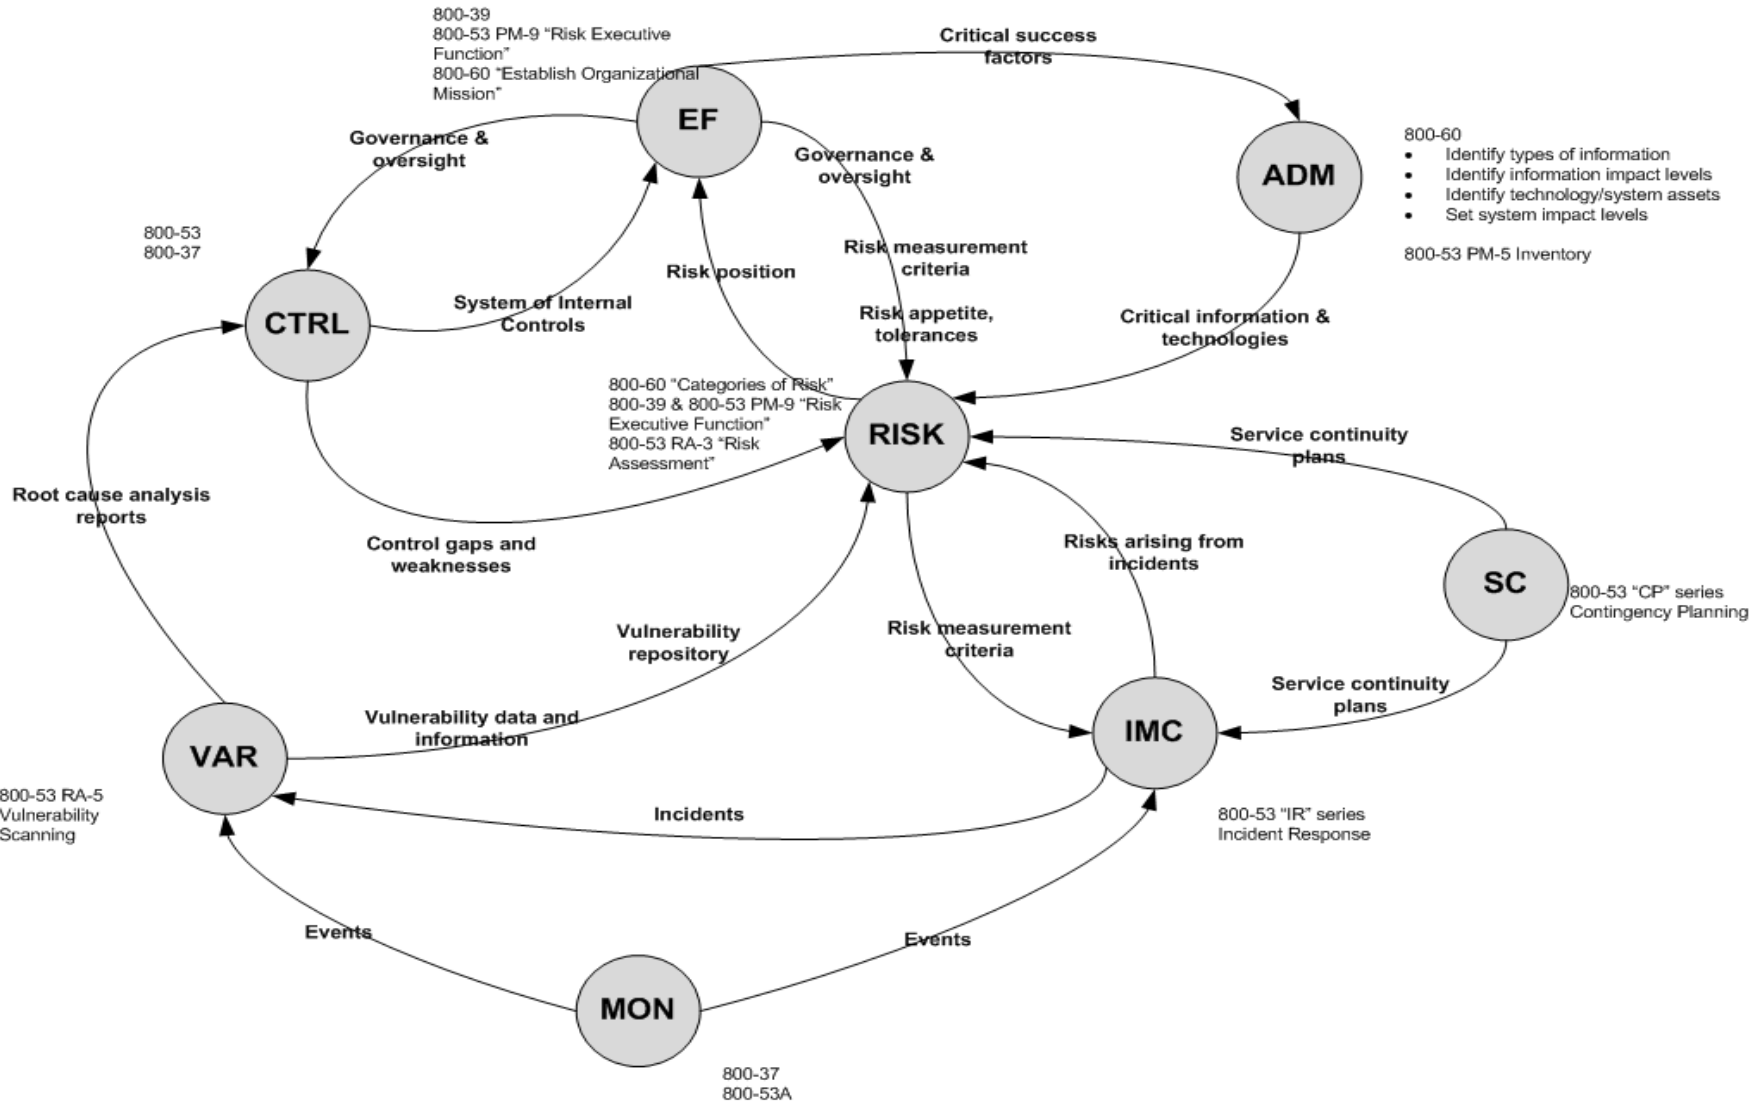 800-39
800-53 PM-9 “Risk Executive
Function”
800-60 “Establish Organizational
Mission”
Critical success
factors
EF
Governance &
oversight
Governance &
oversight
ADM
800-60
• Identify types of information
• Identify information impact levels
• Identify technology/system assets
• Set system impact levels
800-53 PM-5 Inventory
800-53
800-37
Risk measurement
criteria
Risk position
System of Internal
Controls
CTRL
Risk appetite,
tolerances
Critical information &
technologies
800-60 “Categories of Risk”
800-39 & 800-53 PM-9 “Risk
Executive Function”
800-53 RA-3 “Risk
Assessment”
RISK
Service continuity
plans
Root cause analysis
reports
Control gaps and
weaknesses
Risks arising from
incidents
SC
800-53 “CP” series
Contingency Planning
Vulnerability
repository
Risk measurement
criteria
Service continuity
plans
Vulnerability data and
information
IMC
VAR
800-53 RA-5
Vulnerability
Scanning
Incidents
800-53 “IR” series
Incident Response
Events
Events
MON
800-37
800-53A